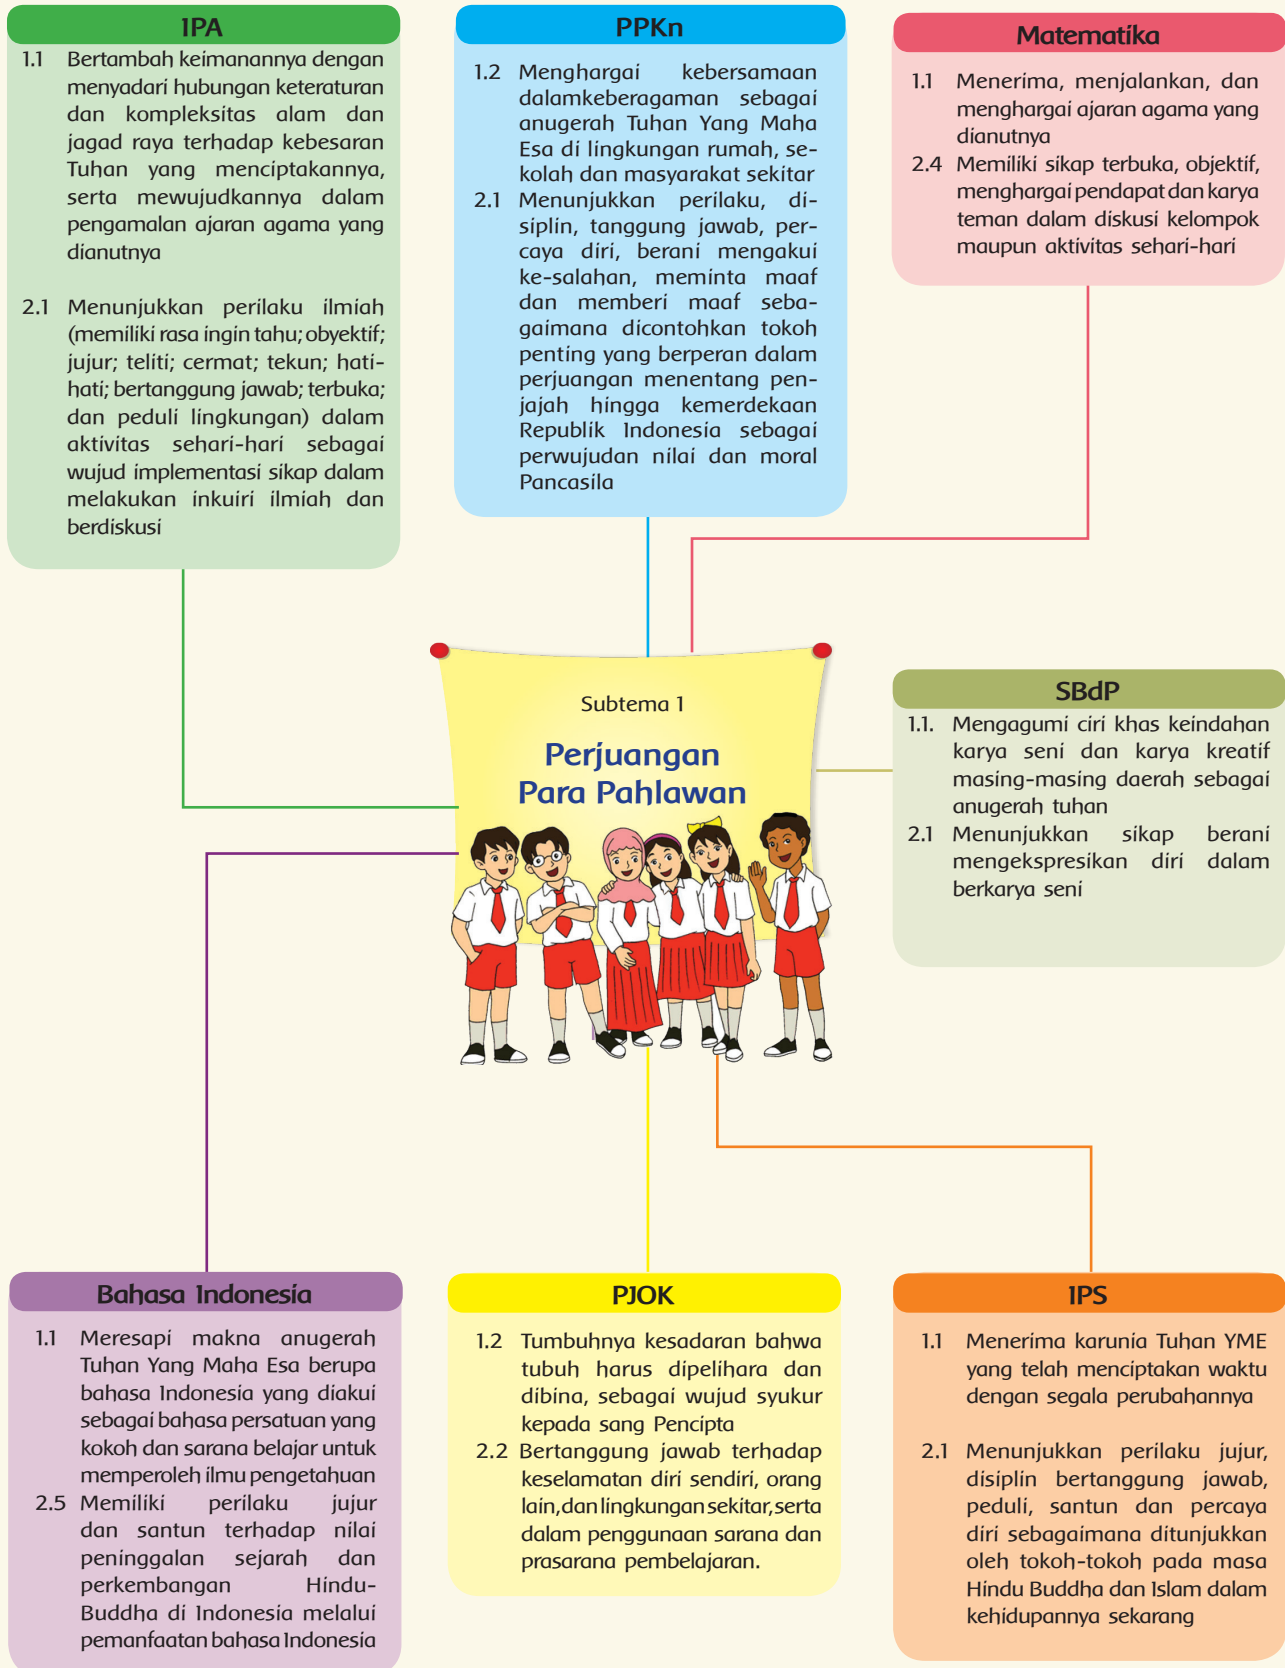 IPA
1.1 Bertambah keimanannya dengan
menyadari hubungan keteraturan
dan kompleksitas alam dan
jagad raya terhadap kebesaran
Tuhan yang menciptakannya,
serta mewujudkannya dalam
pengamalan ajaran agama yang
dianutnya
2.1 Menunjukkan perilaku ilmiah
(memiliki rasa ingin tahu; obyektif;
jujur; teliti; cermat; tekun; hati-
hati; bertanggung jawab; terbuka;
dan peduli lingkungan) dalam
aktivitas sehari-hari sebagai
wujud implementasi sikap dalam
melakukan inkuiri ilmiah dan
berdiskusi
PPKn
1.2 Menghargai kebersamaan
dalamkeberagaman sebagai
anugerah Tuhan Yang Maha
Esa di lingkungan rumah, se-
kolah dan masyarakat sekitar
2.1 Menunjukkan perilaku, di-
siplin, tanggung jawab, per-
caya diri, berani mengakui
ke-salahan, meminta maaf
dan memberi maaf seba-
gaimana dicontohkan tokoh
penting yang berperan dalam
perjuangan menentang pen-
jajah hingga kemerdekaan
Republik Indonesia sebagai
perwujudan nilai dan moral
Pancasila
Matematika
1.1 Menerima, menjalankan, dan
menghargai ajaran agama yang
dianutnya
2.4 Memiliki sikap terbuka, objektif,
menghargai pendapat dan karya
teman dalam diskusi kelompok
maupun aktivitas sehari-hari
Subtema 1
Perjuangan
Para Pahlawan
SBdP
1.1. Mengagumi ciri khas keindahan
karya seni dan karya kreatif
masing-masing daerah sebagai
anugerah tuhan
2.1 Menunjukkan sikap berani
mengekspresikan diri dalam
berkarya seni
Bahasa Indonesia
1.1 Meresapi makna anugerah
Tuhan Yang Maha Esa berupa
bahasa Indonesia yang diakui
sebagai bahasa persatuan yang
kokoh dan sarana belajar untuk
memperoleh ilmu pengetahuan
2.5 Memiliki perilaku jujur
dan santun terhadap nilai
peninggalan sejarah dan
perkembangan Hindu-
Buddha di Indonesia melalui
pemanfaatan bahasa Indonesia
PJOK
1.2 Tumbuhnya kesadaran bahwa
tubuh harus dipelihara dan
dibina, sebagai wujud syukur
kepada sang Pencipta
2.2 Bertanggung jawab terhadap
keselamatan diri sendiri, orang
lain,dan lingkungan sekitar,serta
dalam penggunaan sarana dan
prasarana pembelajaran.
IPS
1.1 Menerima karunia Tuhan YME
yang telah menciptakan waktu
dengan segala perubahannya
2.1 Menunjukkan perilaku jujur,
disiplin bertanggung jawab,
peduli, santun dan percaya
diri sebagaimana ditunjukkan
oleh tokoh-tokoh pada masa
Hindu Buddha dan Islam dalam
kehidupannya sekarang